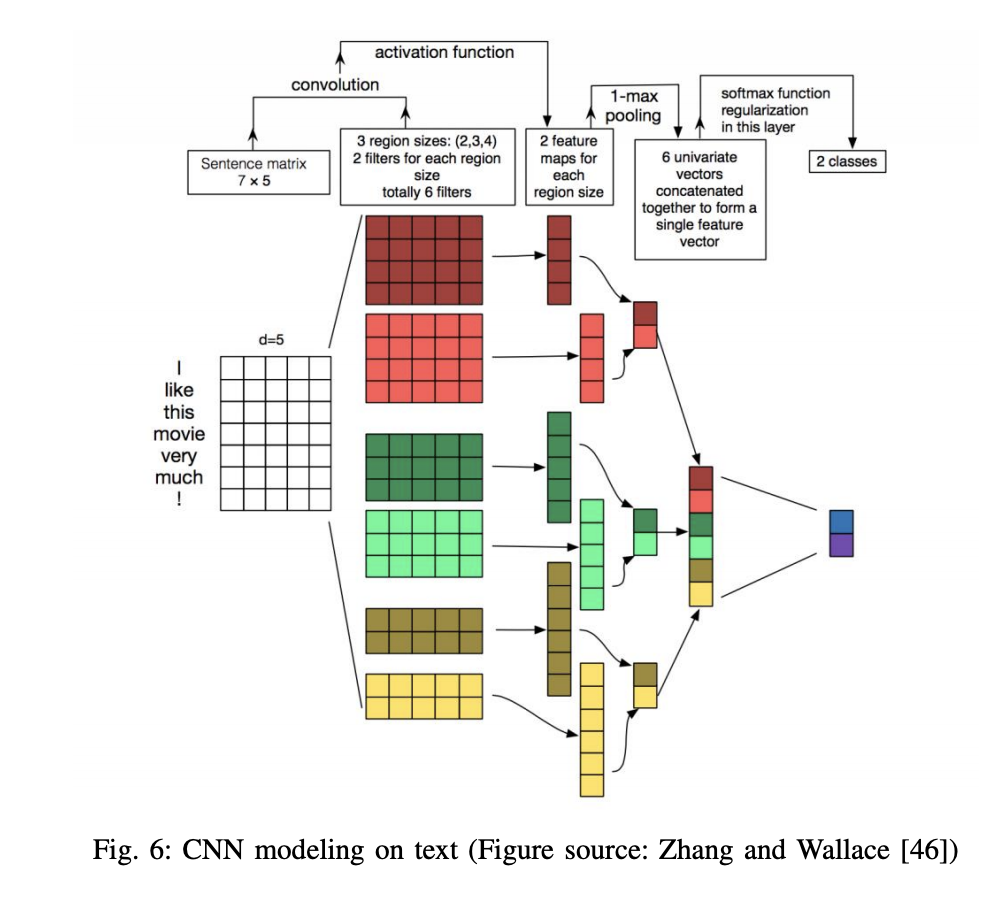 activation function
convolution
1-max
pooling
softmax function
regularization
in this layer
Sentence matrix
7 × 5
3 region sizes: (2,3,4)
2 filters for each region
size
totally 6 filters
2 feature
maps for
each
region size
6 univariate
vectors
concatenated
together to form a
single feature
vector
2 classes
d=5
I
like
this
movie
very
much
!
Fig. 6: CNN modeling on text (Figure source: Zhang and Wallace [46])